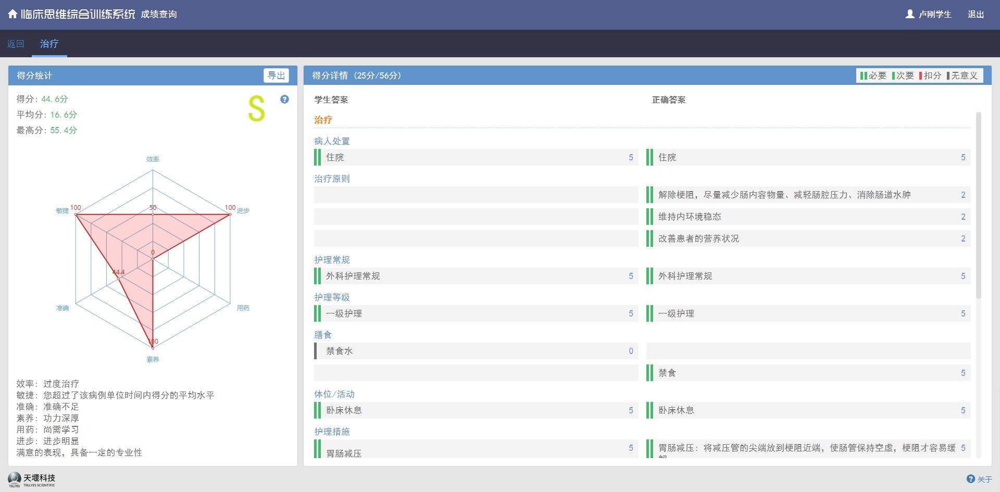 临床思维综合训练系统 成绩查询 卢刚学生 退出
返回 治疗
得分统计 导出
得分: 44.6分
平均分: 16.6分
最高分: 55.4分
S
效率
敏捷 100 50 100 进步
0
44.4
准确 用药
100
素养
效率: 过度治疗
敏捷: 您超过了该病例单位时间内得分的平均水平
准确: 准确不足
素养: 功力深厚
用药: 尚需学习
进步: 进步明显
满意的表现，具备一定的专业性
得分详情 (25分/56分) 必要 次要 扣分 无意义
学生答案 正确答案
治疗
病人处置
住院 5 住院 5
治疗原则
解除梗阻，尽量减少肠内容物量、减轻肠腔压力、消除肠道水肿 2
维持内环境稳态 2
改善患者的营养状况 2
护理常规
外科护理常规 5 外科护理常规 5
护理等级
一级护理 5 一级护理 5
膳食
禁食水 0
禁食 5
体位/活动
卧床休息 5 卧床休息 5
护理措施
胃肠减压 5 胃肠减压: 将减压管的尖端放到梗阻近端，使肠管保持空虚，梗阻才容易缓 5
天堰科技
TELLYES TELLYES SCIENTIFIC
关于